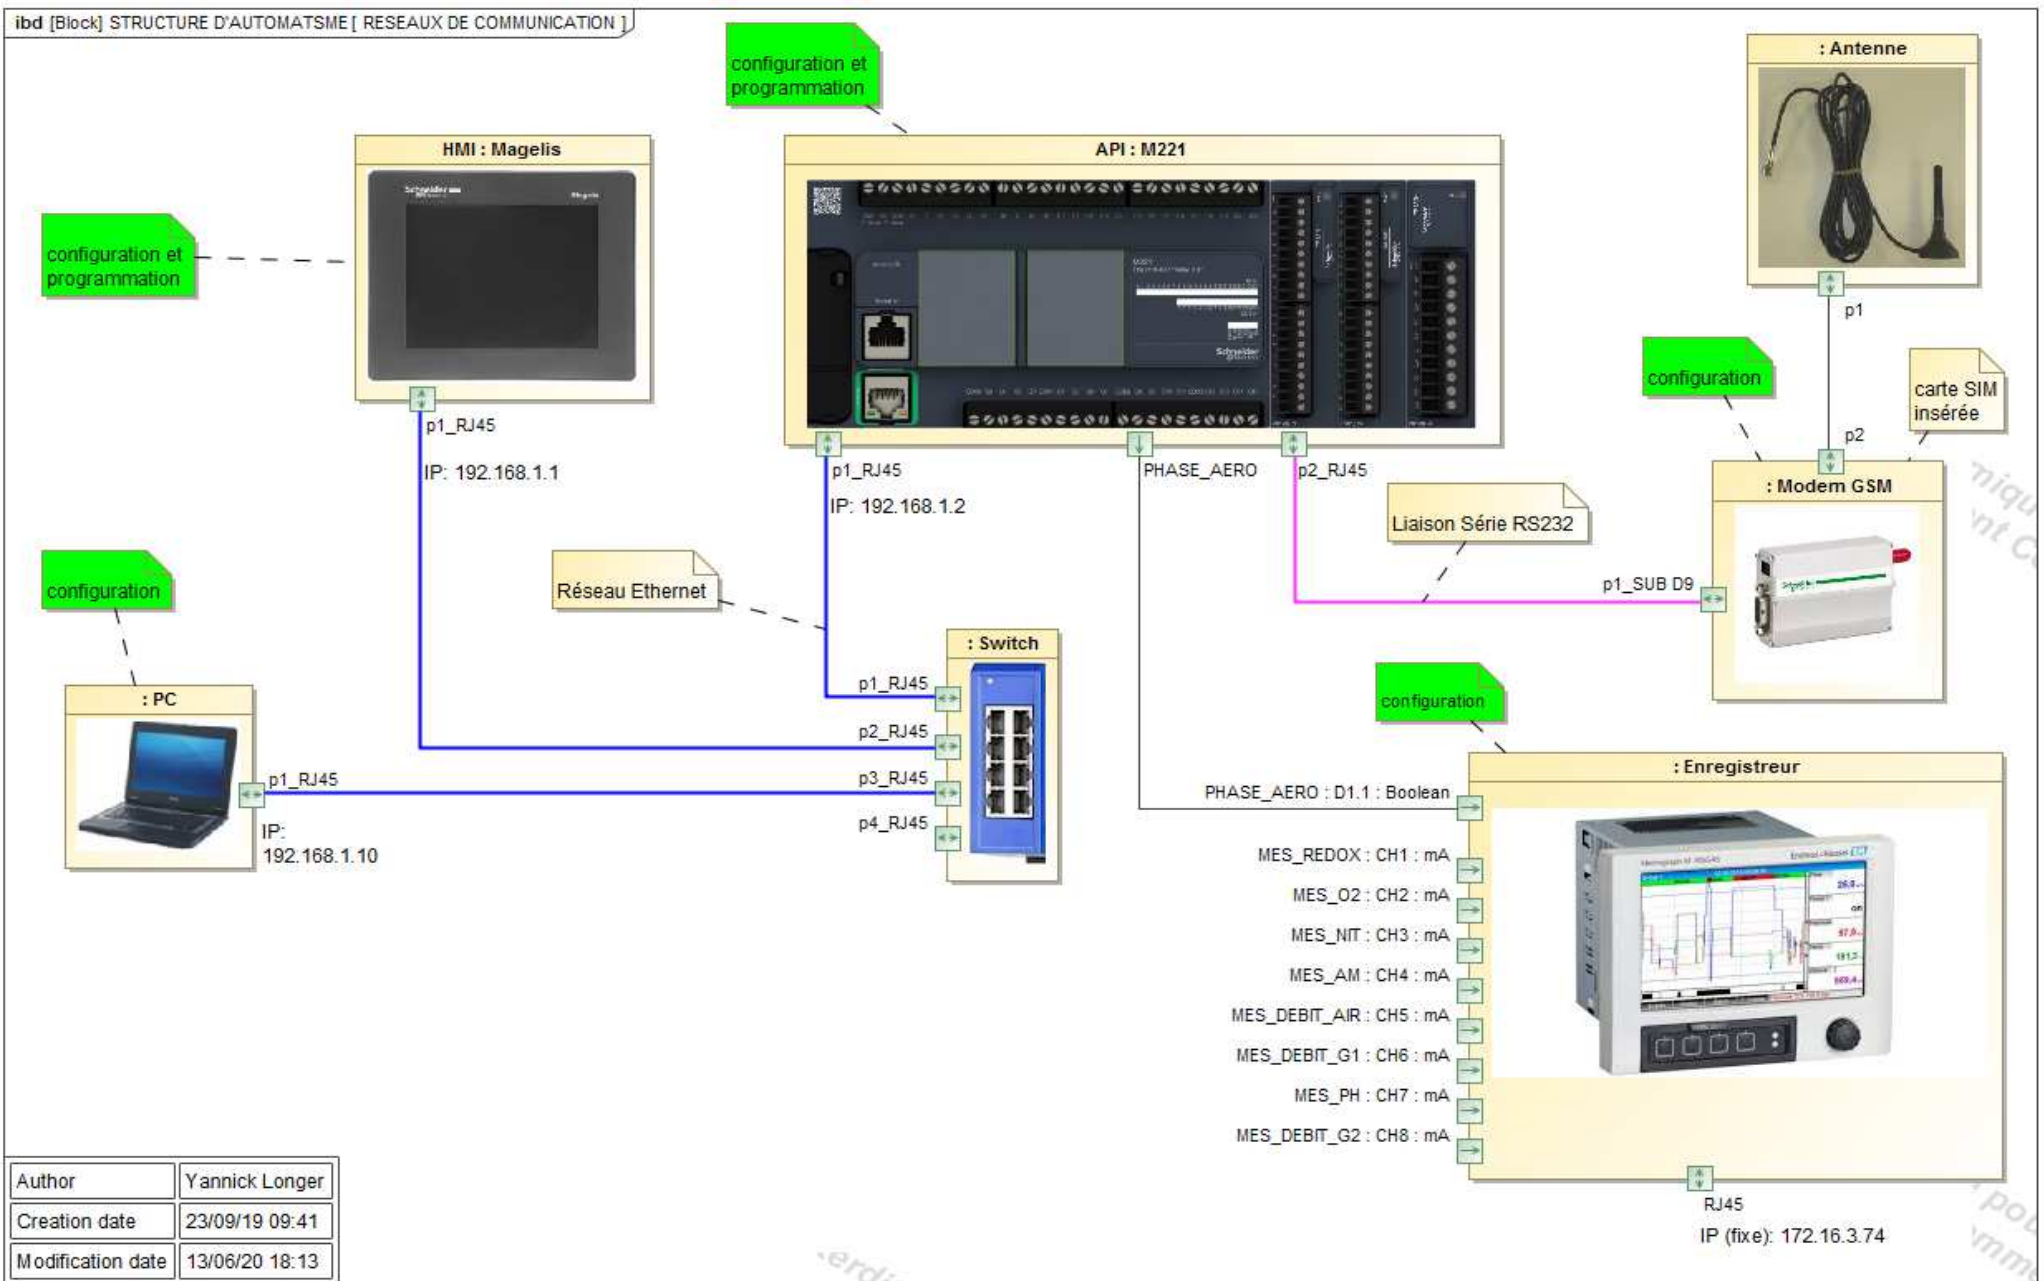 ibd [Block] STRUCTURE D'AUTOMATSME [ RESEAUX DE COMMUNICATION ]
configuration et
programmation
: Antenne
HMI : Magelis
API : M221
Schneider
Magelis
configuration et
programmation
M221
Schneider
p1
configuration
carte SIM
insérée
p2
p1_RJ45
IP: 192.168.1.1
p1_RJ45
IP: 192.168.1.2
PHASE_AERO
p2_RJ45
: Modem GSM
Liaison Série RS232
configuration
Réseau Ethernet
p1_SUB D9
: Switch
: PC
p1_RJ45
p2_RJ45
p3_RJ45
p4_RJ45
p1_RJ45
IP:
192.168.1.10
configuration
: Enregistreur
PHASE_AERO : D1.1 : Boolean
MES_REDOX : CH1 : mA
MES_O2 : CH2 : mA
MES_NIT : CH3 : mA
MES_AM : CH4 : mA
MES_DEBIT_AIR : CH5 : mA
MES_DEBIT_G1 : CH6 : mA
MES_PH : CH7 : mA
MES_DEBIT_G2 : CH8 : mA
RJ45
IP (fixe): 172.16.3.74
Author Yannick Longer
Creation date 23/09/19 09:41
Modification date 13/06/20 18:13